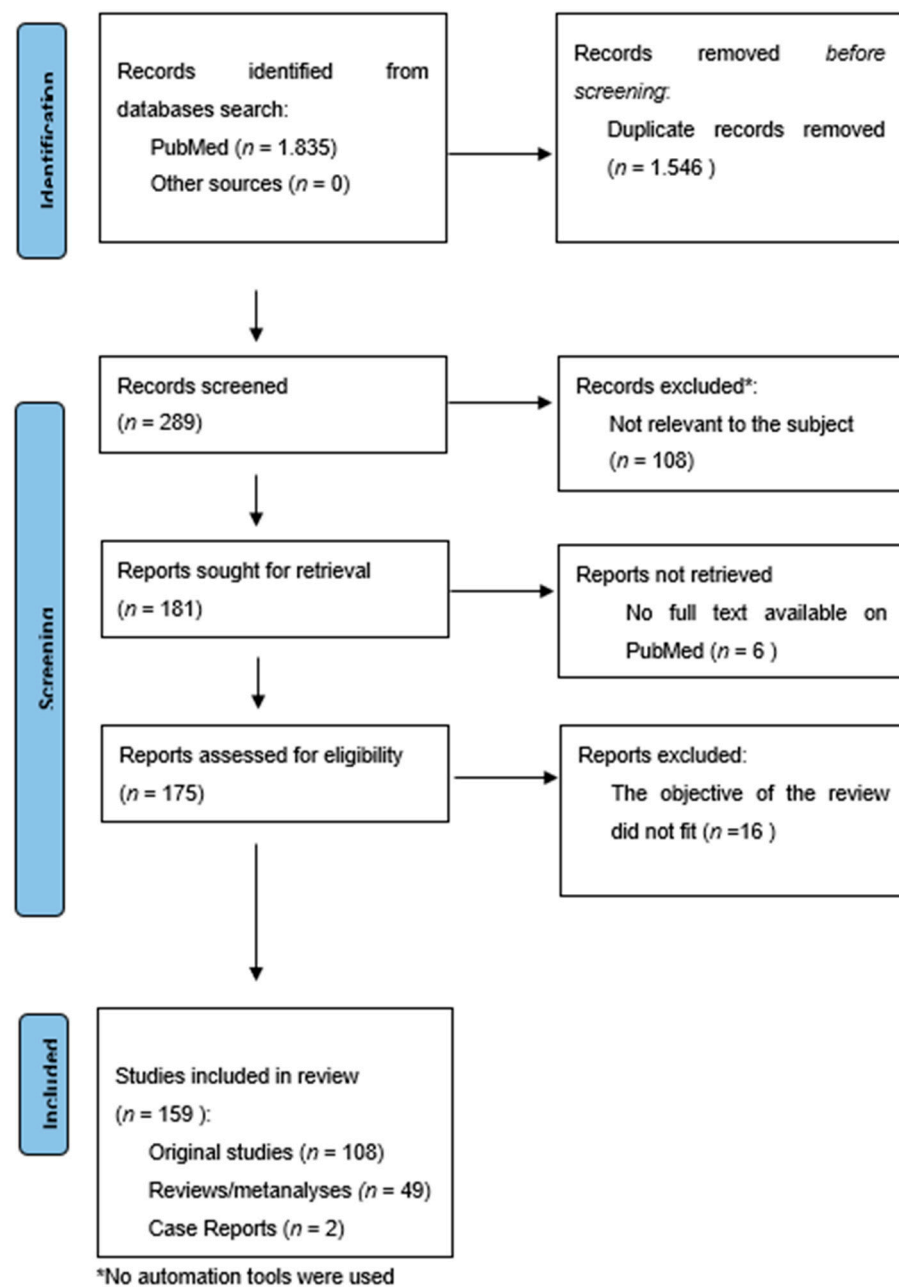 Identification
Records identified from
databases search:
PubMed (n = 1.835)
Other sources (n = 0)
Records removed before
screening:
Duplicate records removed
(n = 1.546 )
Screening
Records screened
(n = 289)
Records excluded*:
Not relevant to the subject
(n = 108)
Reports sought for retrieval
(n = 181)
Reports not retrieved
No full text available on
PubMed (n = 6 )
Reports assessed for eligibility
(n = 175)
Reports excluded:
The objective of the review
did not fit (n =16 )
Included
Studies included in review
(n = 159 ):
Original studies (n = 108)
Reviews/metanalyses (n = 49)
Case Reports (n = 2)
*No automation tools were used